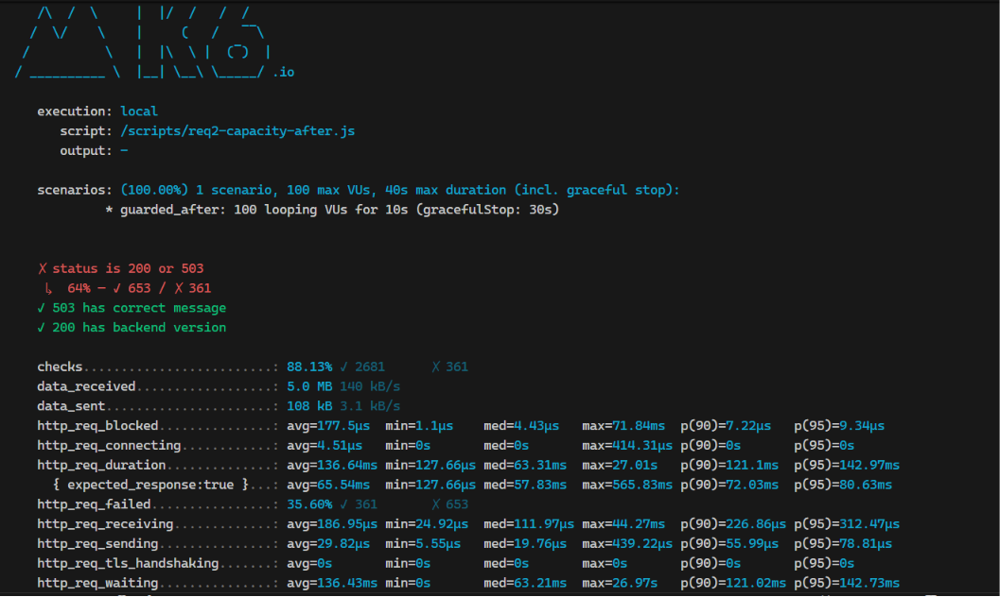 /\  /  \     |  |/  /   /  /
/  \/    \    |     (   /   ‾‾\
/          \   |  |\  \ |  (‾)  |
/ __________ \  |__| \__\ \_____/ .io
execution: local
script: /scripts/req2-capacity-after.js
output: -
scenarios: (100.00%) 1 scenario, 100 max VUs, 40s max duration (incl. graceful stop):
* guarded_after: 100 looping VUs for 10s (gracefulStop: 30s)
✗ status is 200 or 503
↳  64% — ✓ 653 / ✗ 361
✓ 503 has correct message
✓ 200 has backend version
checks.........................: 88.13% ✓ 2681      ✗ 361
data_received..................: 5.0 MB 140 kB/s
data_sent......................: 108 kB 3.1 kB/s
http_req_blocked...............: avg=177.5µs  min=1.1µs    med=4.43µs   max=71.84ms  p(90)=7.22µs   p(95)=9.34µs
http_req_connecting............: avg=4.51µs   min=0s       med=0s       max=414.31µs p(90)=0s       p(95)=0s
http_req_duration..............: avg=136.64ms min=127.66µs med=63.31ms  max=27.01s   p(90)=121.1ms  p(95)=142.97ms
{ expected_response:true }...: avg=65.54ms  min=127.66µs med=57.83ms  max=565.83ms p(90)=72.03ms  p(95)=80.63ms
http_req_failed................: 35.60% ✓ 361       ✗ 653
http_req_receiving.............: avg=186.95µs min=24.92µs  med=111.97µs max=44.27ms  p(90)=226.86µs p(95)=312.47µs
http_req_sending...............: avg=29.82µs  min=5.55µs   med=19.76µs  max=439.22µs p(90)=55.99µs  p(95)=78.81µs
http_req_tls_handshaking.......: avg=0s       min=0s       med=0s       max=0s       p(90)=0s       p(95)=0s
http_req_waiting...............: avg=136.43ms min=0s       med=63.21ms  max=26.97s   p(90)=121.02ms p(95)=142.73ms